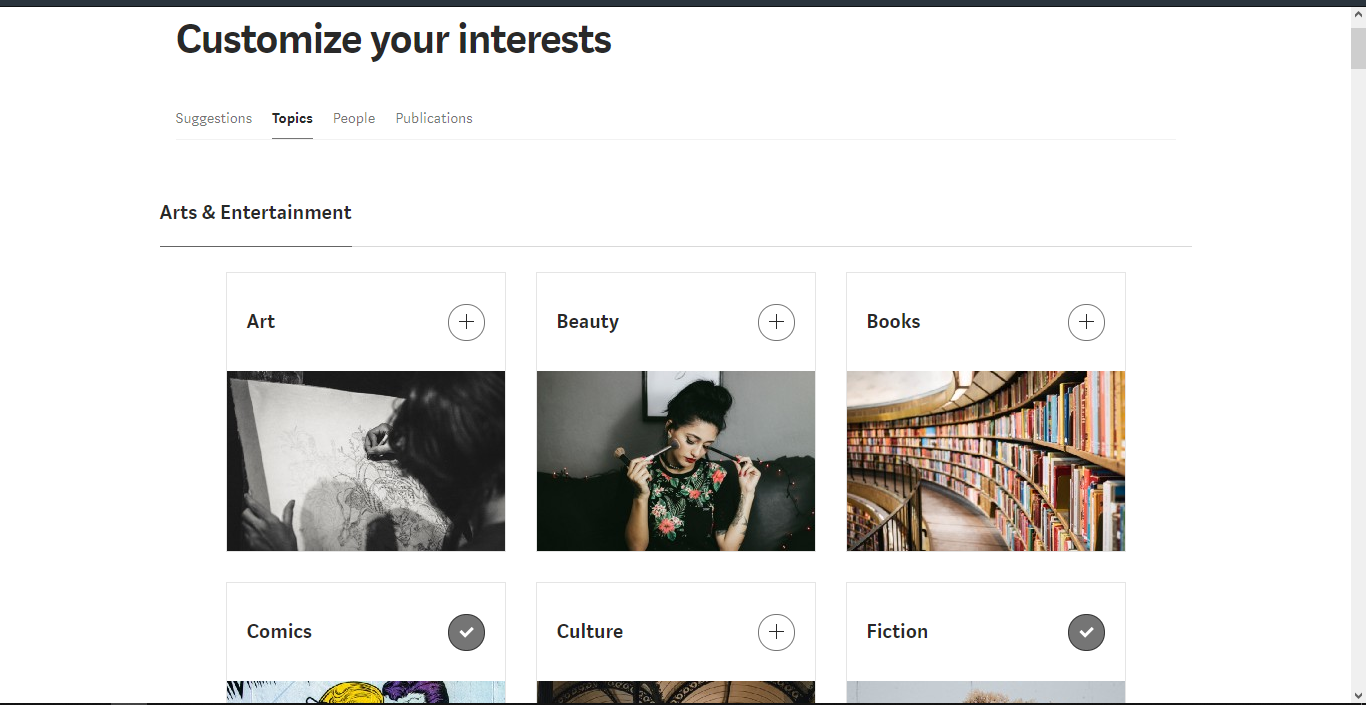 Customize your interests
Suggestions Topics People Publications
Arts & Entertainment
Art Beauty Books
Comics Culture Fiction